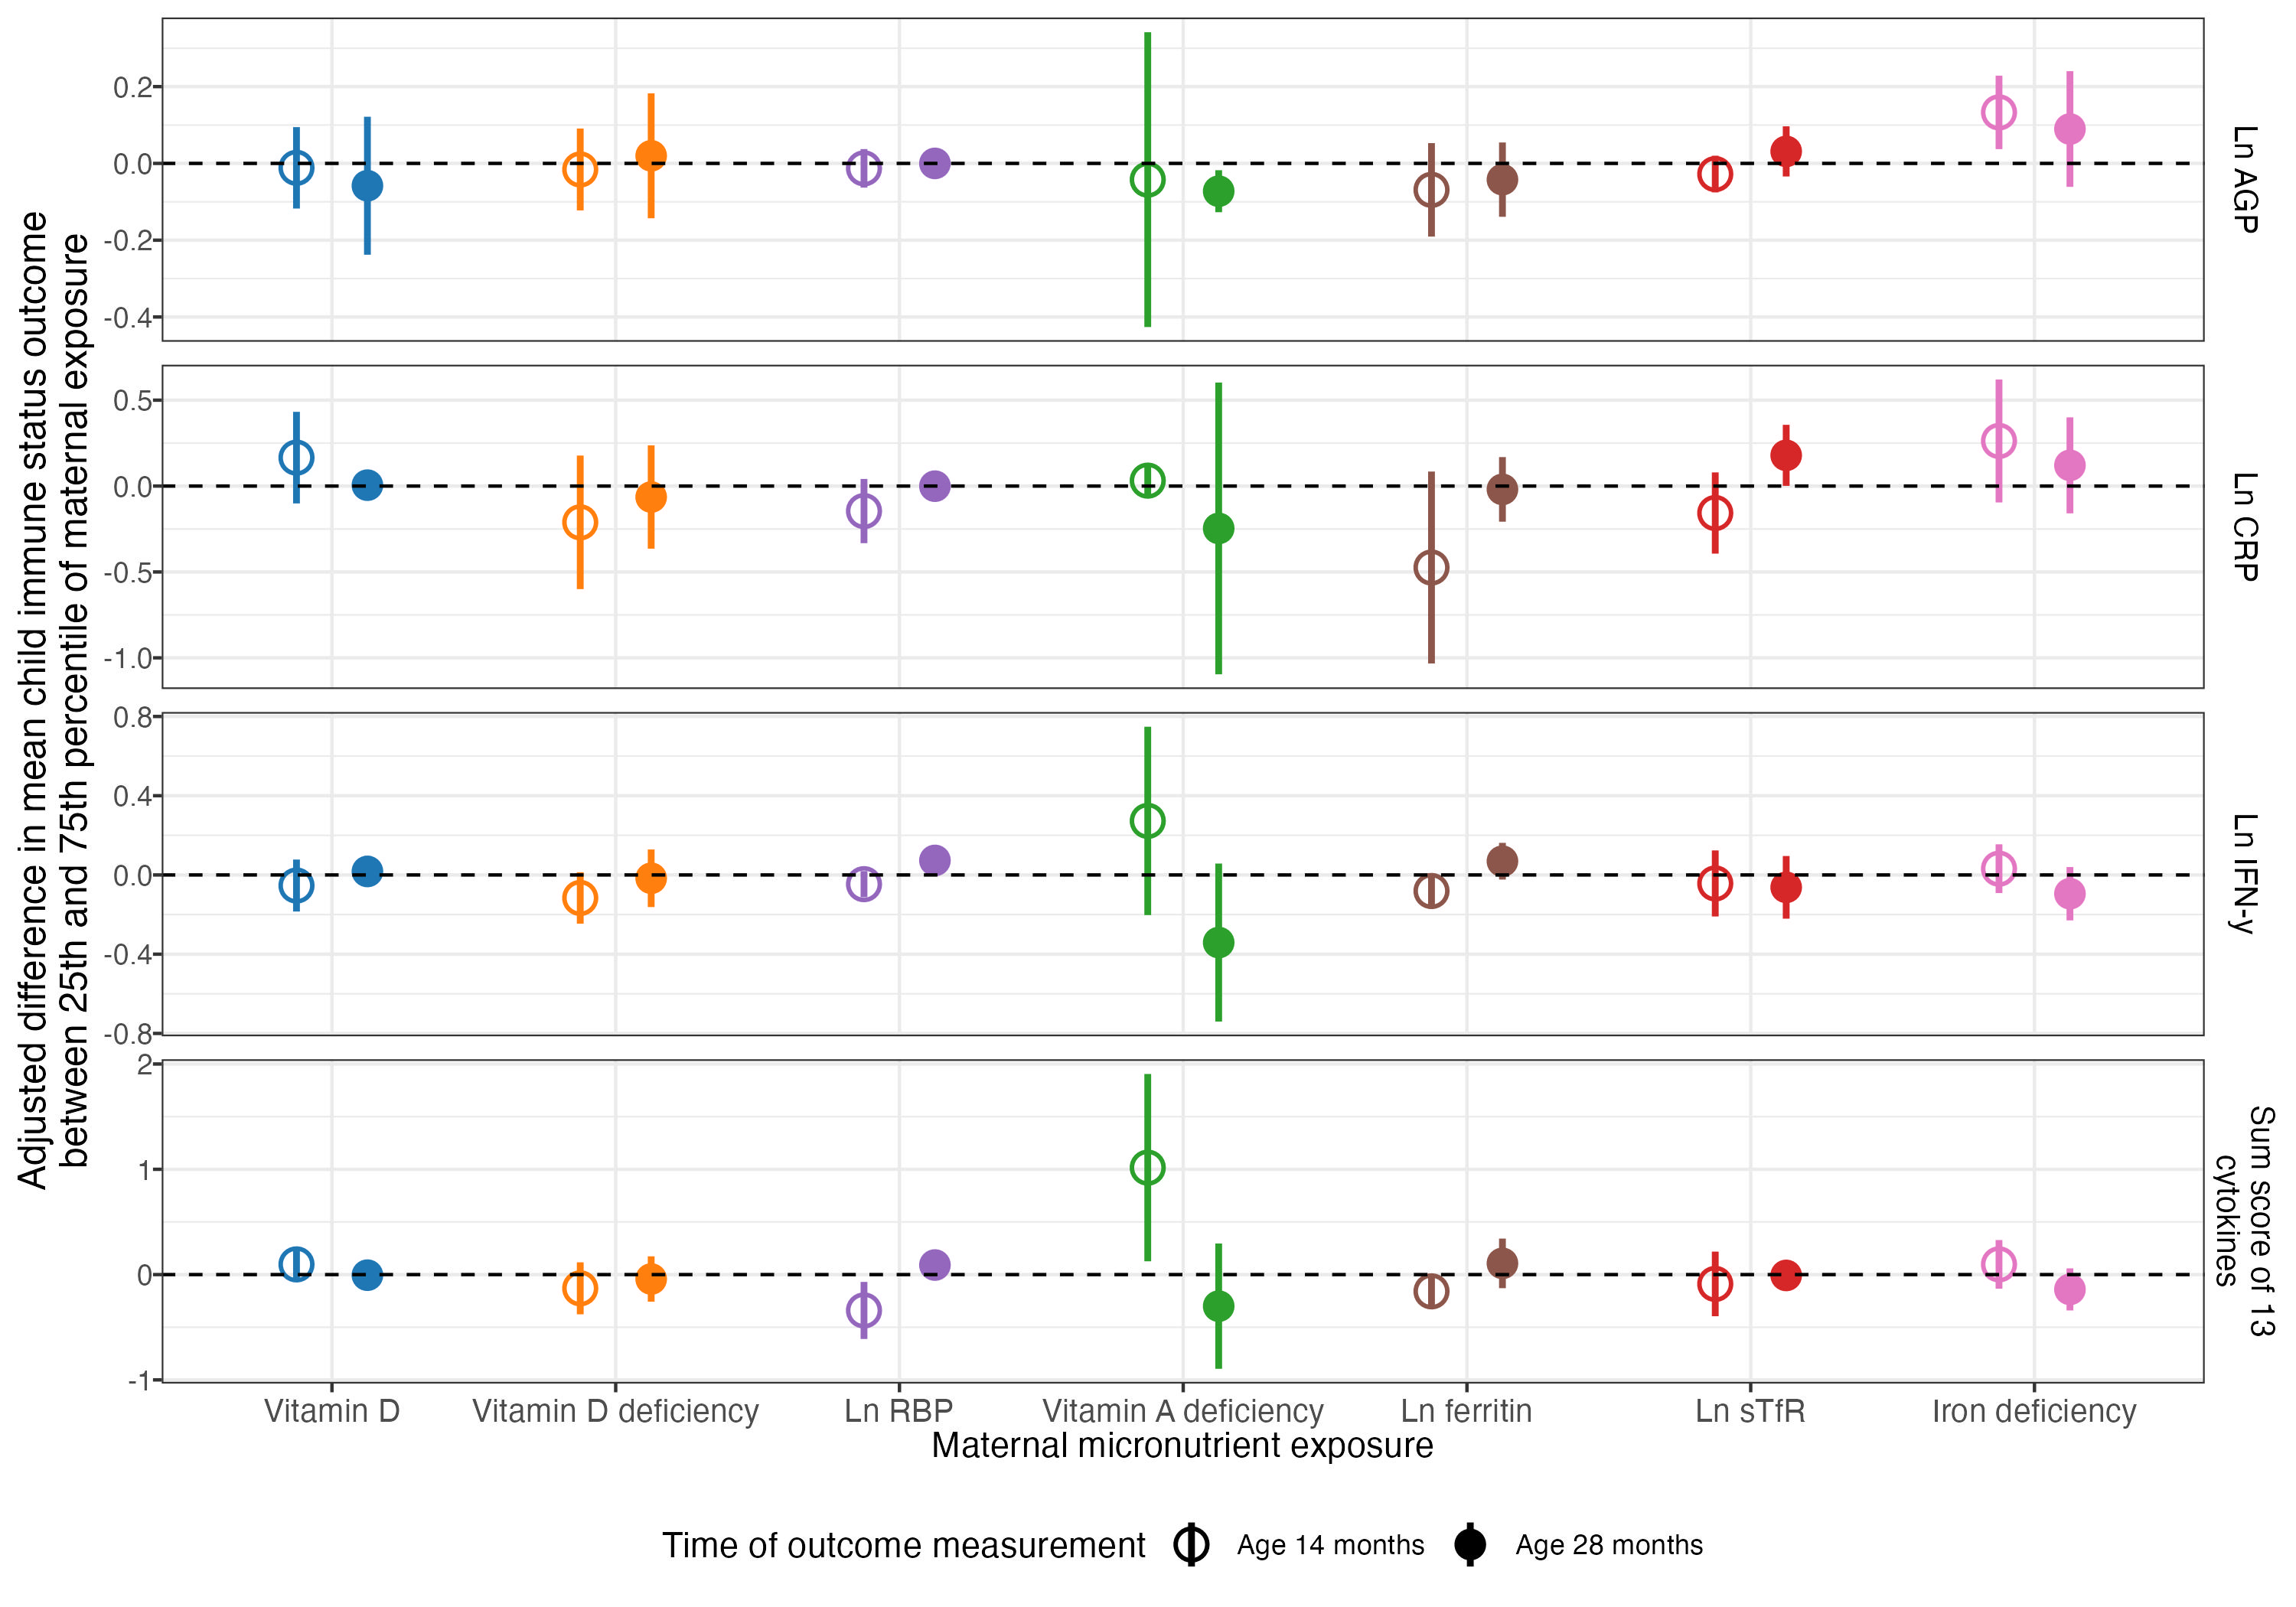 Adjusted difference in mean child immune status outcome
between 25th and 75th percentile of maternal exposure
0.2
0.0
-0.2
-0.4
Ln AGP
0.5
0.0
-0.5
-1.0
Ln CRP
0.8
0.4
0.0
-0.4
-0.8
Ln IFN-y
2
1
0
-1
Sum score of 13
cytokines
Vitamin D
Vitamin D deficiency
Ln RBP
Vitamin A deficiency
Ln ferritin
Ln sTfR
Iron deficiency
Maternal micronutrient exposure
Time of outcome measurement
Age 14 months
Age 28 months